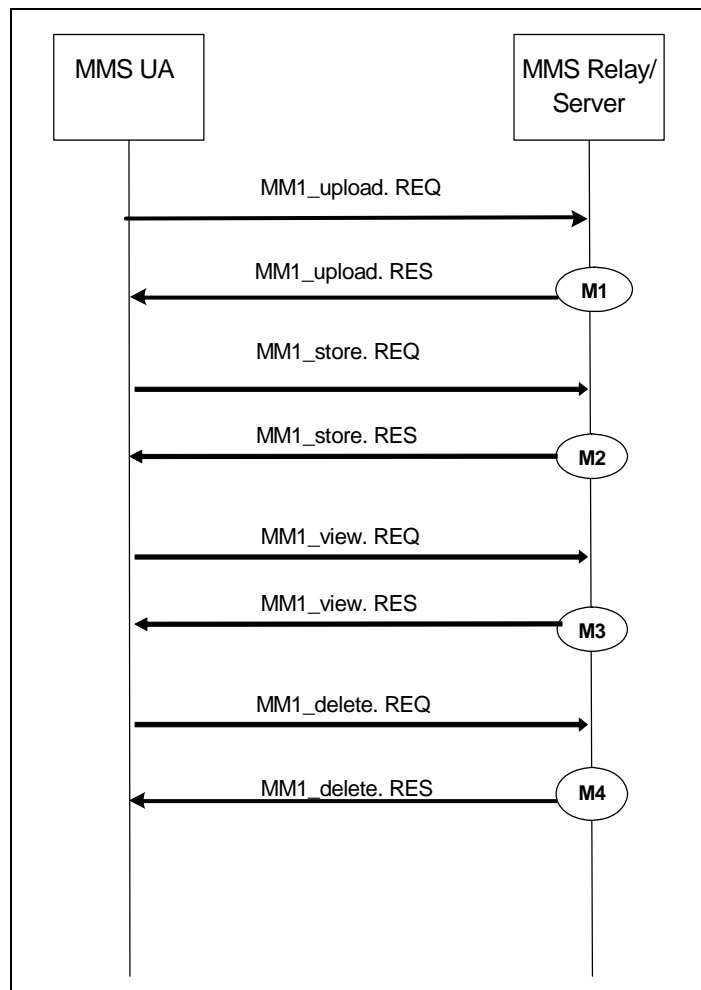 MMS UA
MMS Relay/
Server
MM1_upload. REQ
MM1_upload. RES
M1
MM1_store. REQ
MM1_store. RES
M2
MM1_view. REQ
MM1_view. RES
M3
MM1_delete. REQ
MM1_delete. RES
M4